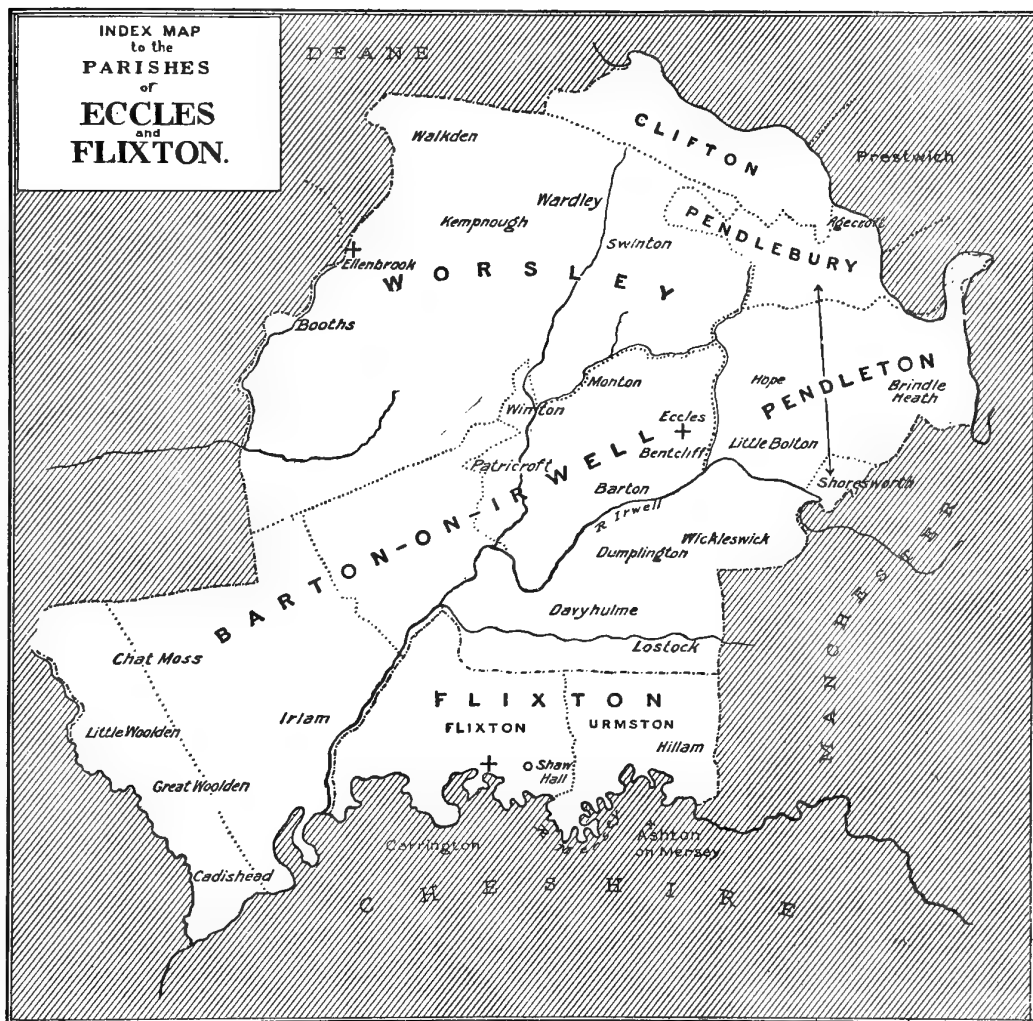 INDEX MAP
to the
PARISHES
of
ECCLES
and
FLIXTON.
DEANE
CLIFTON
Walkden
Prestwich
Wardley
Kempnough
PENDLEBURY
Agecroft
Swinton
Ellenbrook
WORSLEY
Booths
PENDLETON
Monton
Hope
Brindle
Heath
Winton
Eccles
Little Bolton
Bentcliff
Patricroft
Shoresworth
Barton
R Irwell
BARTON-ON-IRWELL
Wickleswick
Dumplington
MANCHESTER
Davyhulme
Lostock
Chat Moss
FLIXTON
Irlam
FLIXTON
URMSTON
Little Woolden
Hillam
Shaw
Hall
Great Woolden
R Mersey
Carrington
Ashton
on Mersey
Cadishead
CHESHIRE